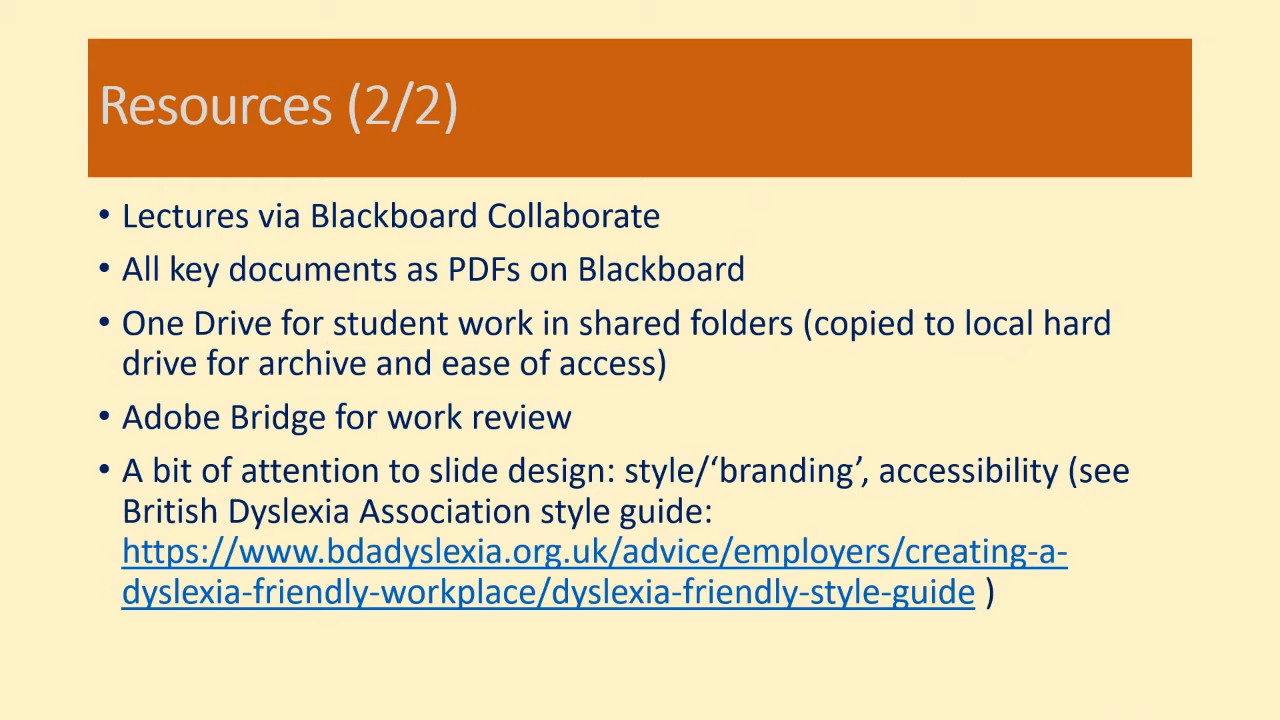 Resources (2/2)
• Lectures via Blackboard Collaborate
• All key documents as PDFs on Blackboard
• One Drive for student work in shared folders (copied to local hard
drive for archive and ease of access)
• Adobe Bridge for work review
• A bit of attention to slide design: style/‘branding’, accessibility (see
British Dyslexia Association style guide:
https://www.bdadyslexia.org.uk/advice/employers/creating-a-
dyslexia-friendly-workplace/dyslexia-friendly-style-guide )